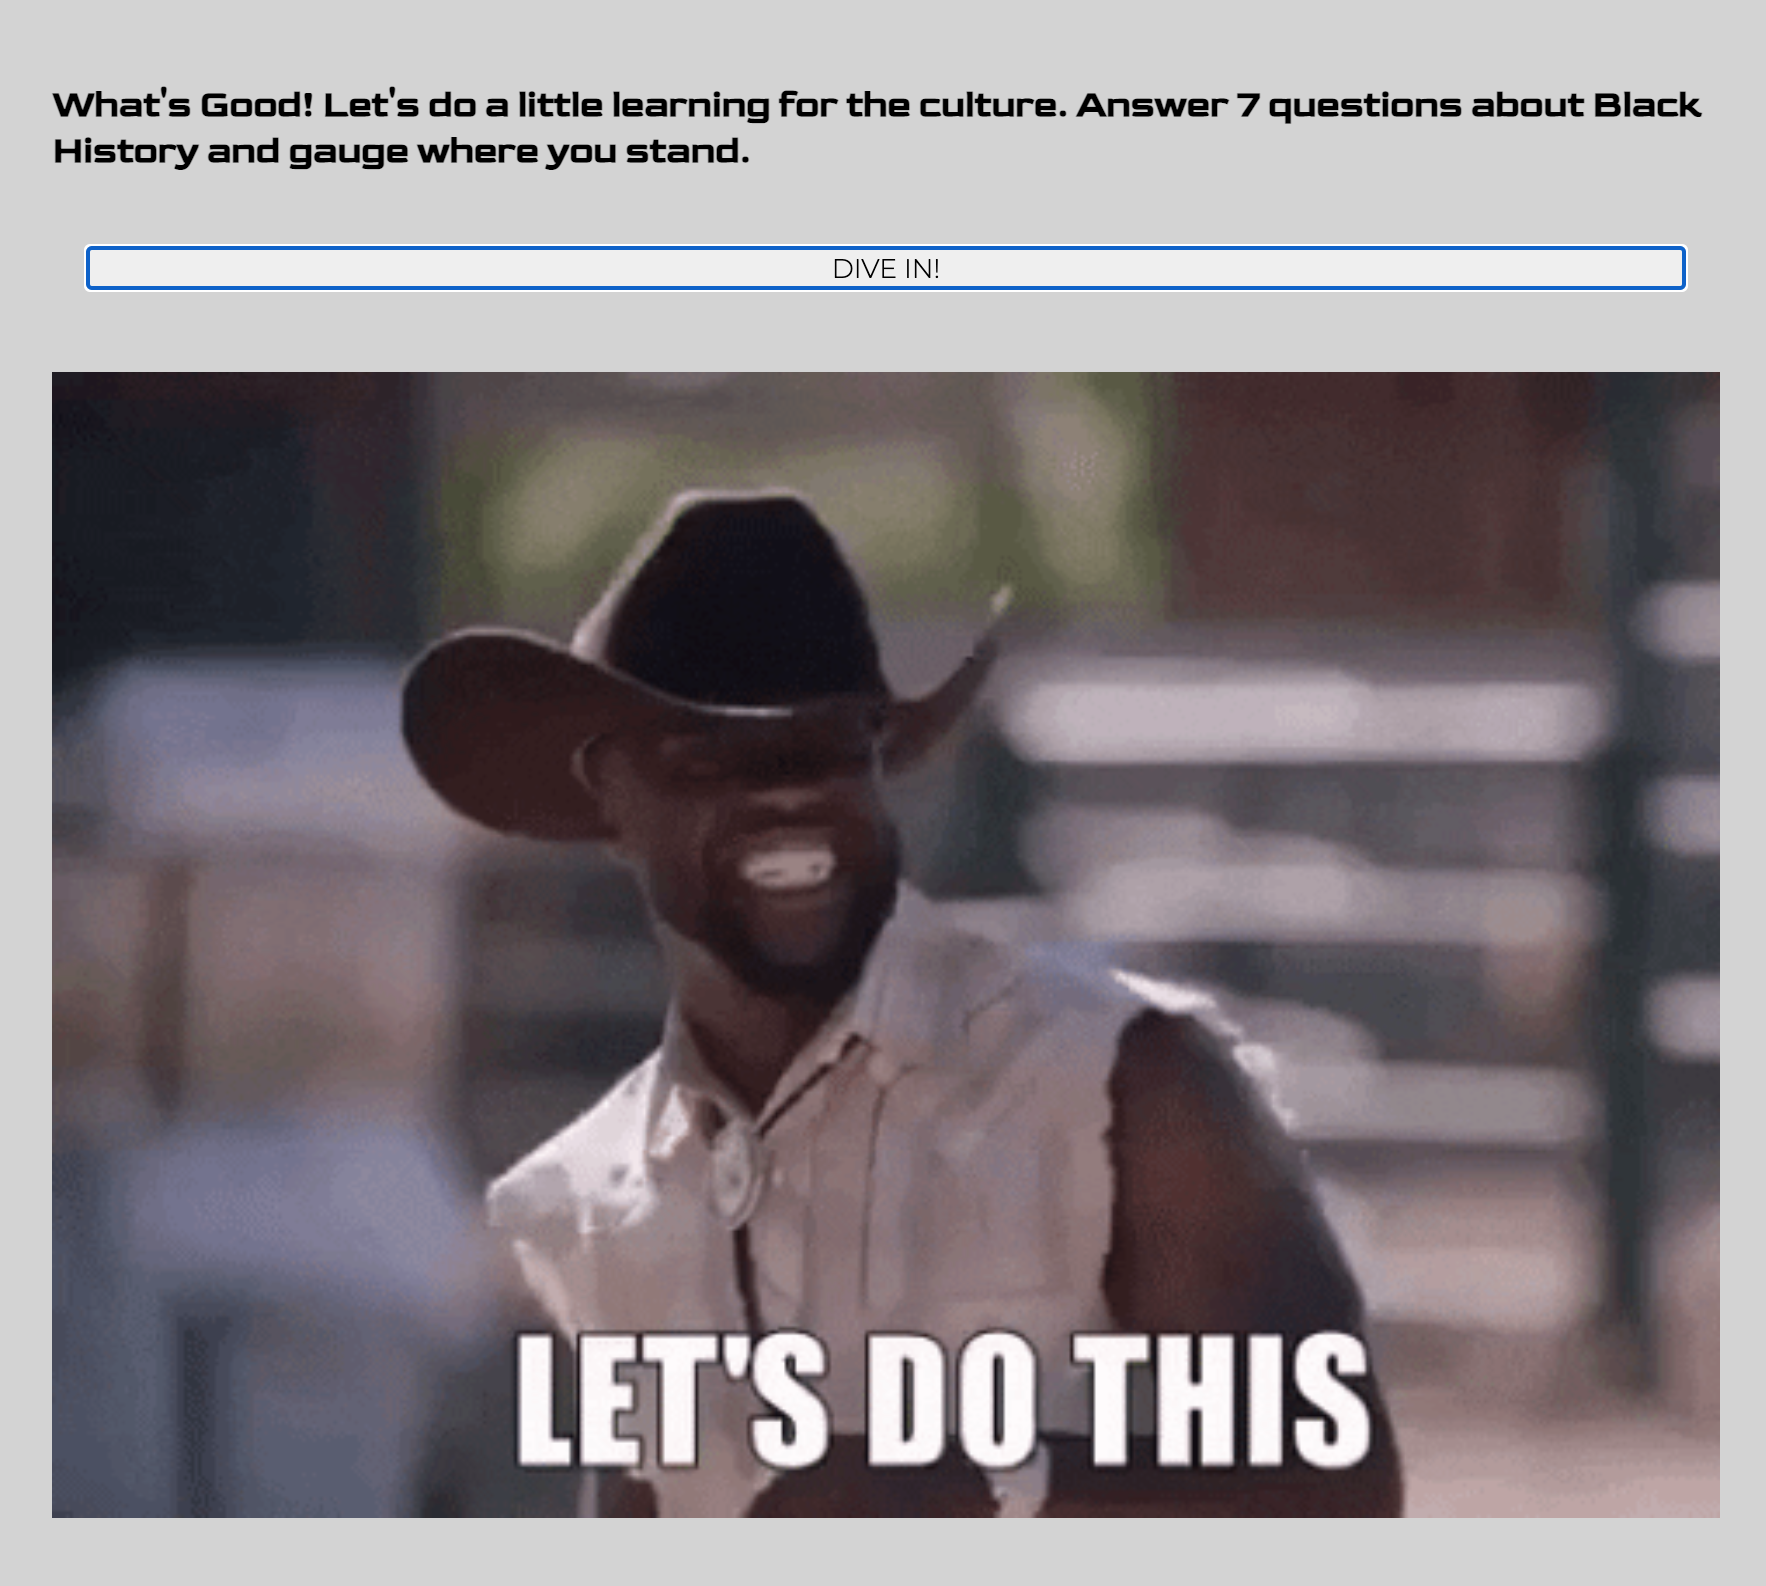 What's Good! Let's do a little learning for the culture. Answer 7 questions about Black
History and gauge where you stand.
DIVE IN!
LET'S DO THIS